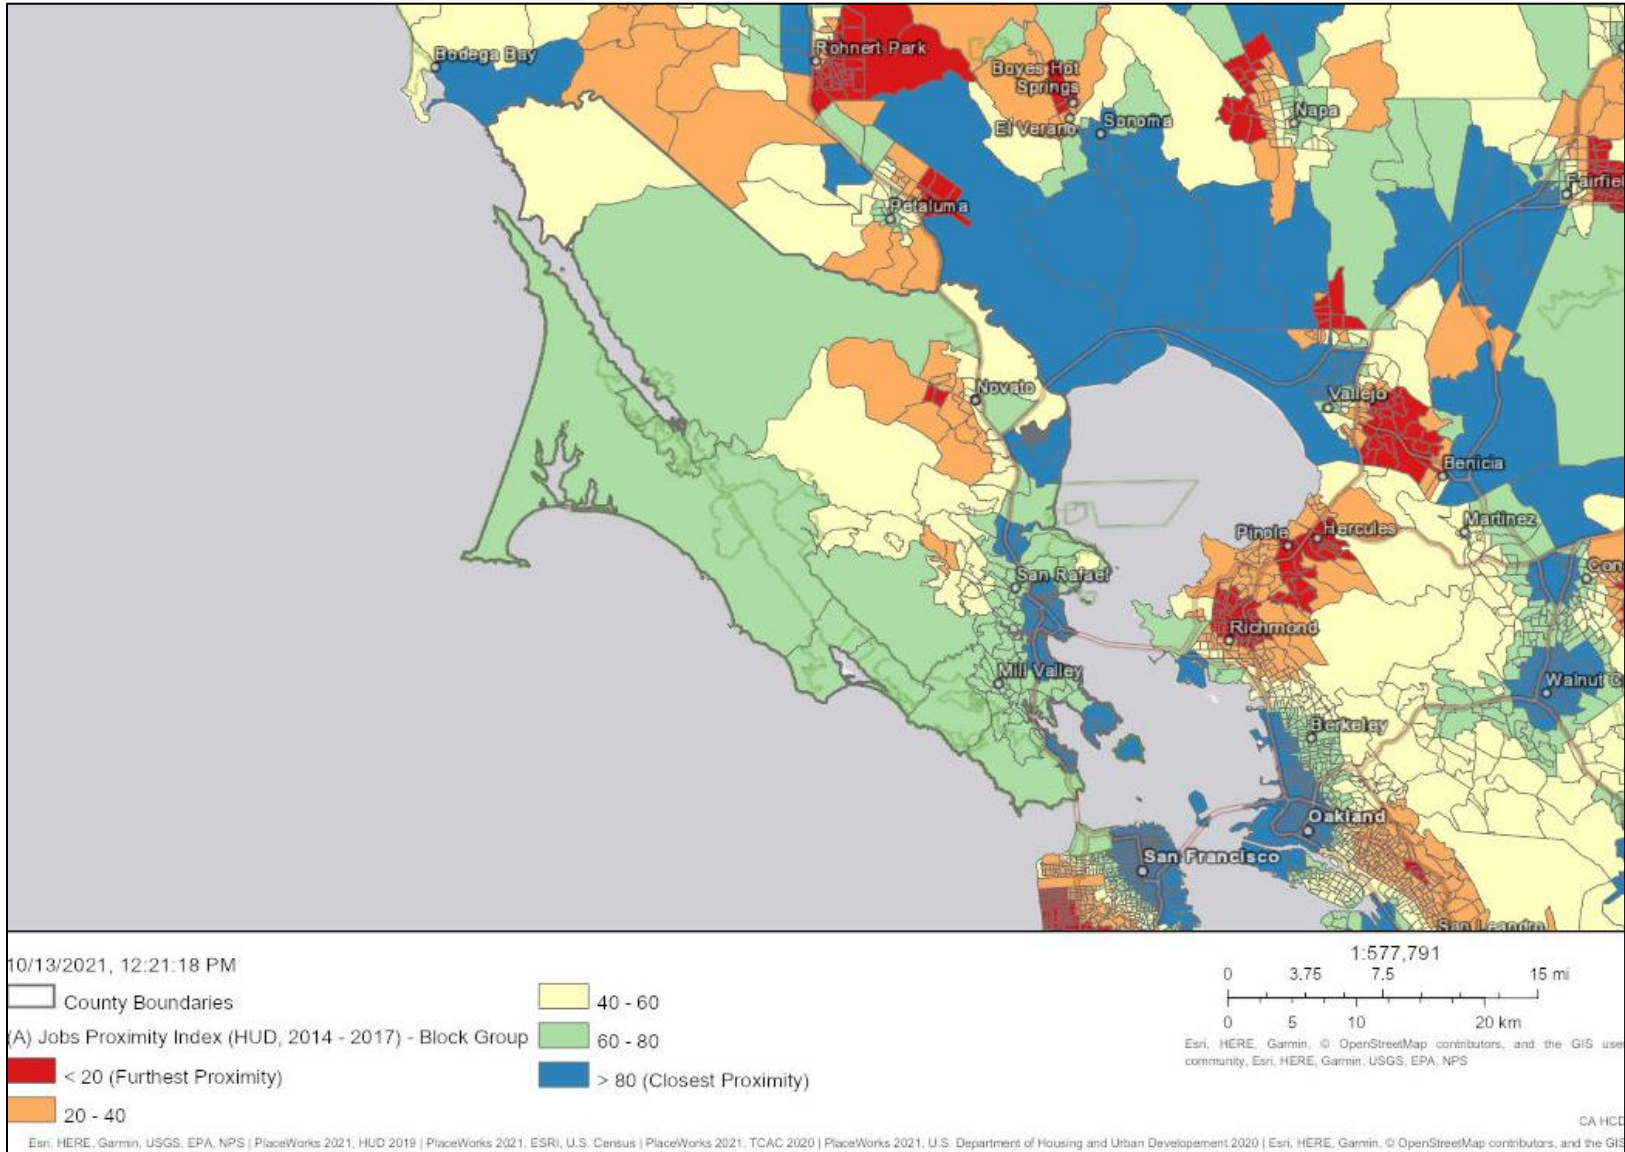 Bodega Bay
Rohnert Park
Boyes Hot
Springs
El Verano
Sonoma
Napa
Fairfiel
Petaluma
Novato
Vallejo
Benicia
Pinole
Hercules
Martinez
Con
San Rafael
Richmond
Mill Valley
Walnut C
Berkeley
Oakland
San Francisco
San Leandro
10/13/2021, 12:21:18 PM
County Boundaries
(A) Jobs Proximity Index (HUD, 2014 - 2017) - Block Group
< 20 (Furthest Proximity)
20 - 40
40 - 60
60 - 80
> 80 (Closest Proximity)
1:577,791
0 3.75 7.5 15 mi
0 5 10 20 km
Esri, HERE, Garmin, © OpenStreetMap contributors, and the GIS user
community, Esri, HERE, Garmin, USGS, EPA, NPS
CA HCD
Esri, HERE, Garmin, USGS, EPA, NPS | PlaceWorks 2021, HUD 2019 | PlaceWorks 2021, ESRI, U.S. Census | PlaceWorks 2021, TCAC 2020 | PlaceWorks 2021, U.S. Department of Housing and Urban Developement 2020 | Esri, HERE, Garmin, © OpenStreetMap contributors, and the GIS